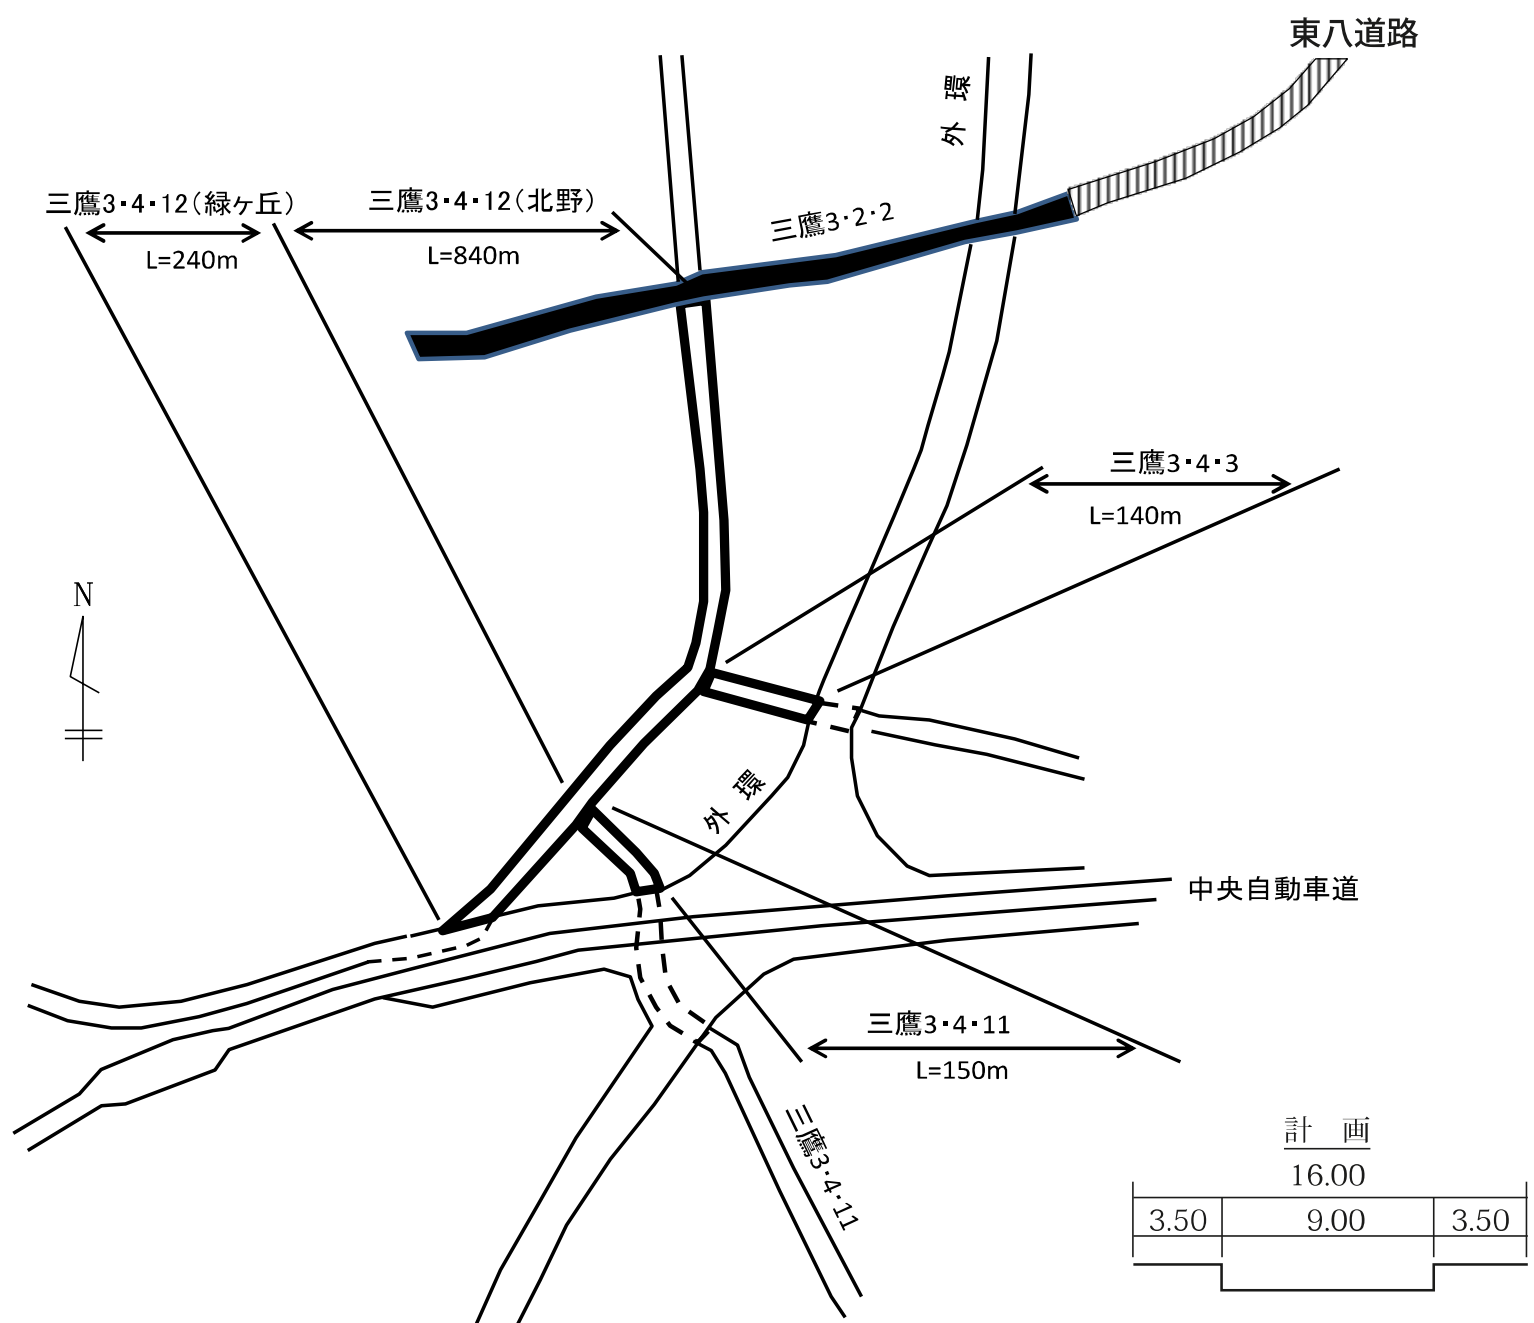 東八道路
外環
三鷹3・4・12(緑ヶ丘)
L=240m
三鷹3・4・12(北野)
L=840m
三鷹3・2・2
三鷹3・4・3
L=140m
N
外環
中央自動車道
三鷹3・4・11
L=150m
三鷹3・4・11
計画
16.00
3.50 9.00 3.50